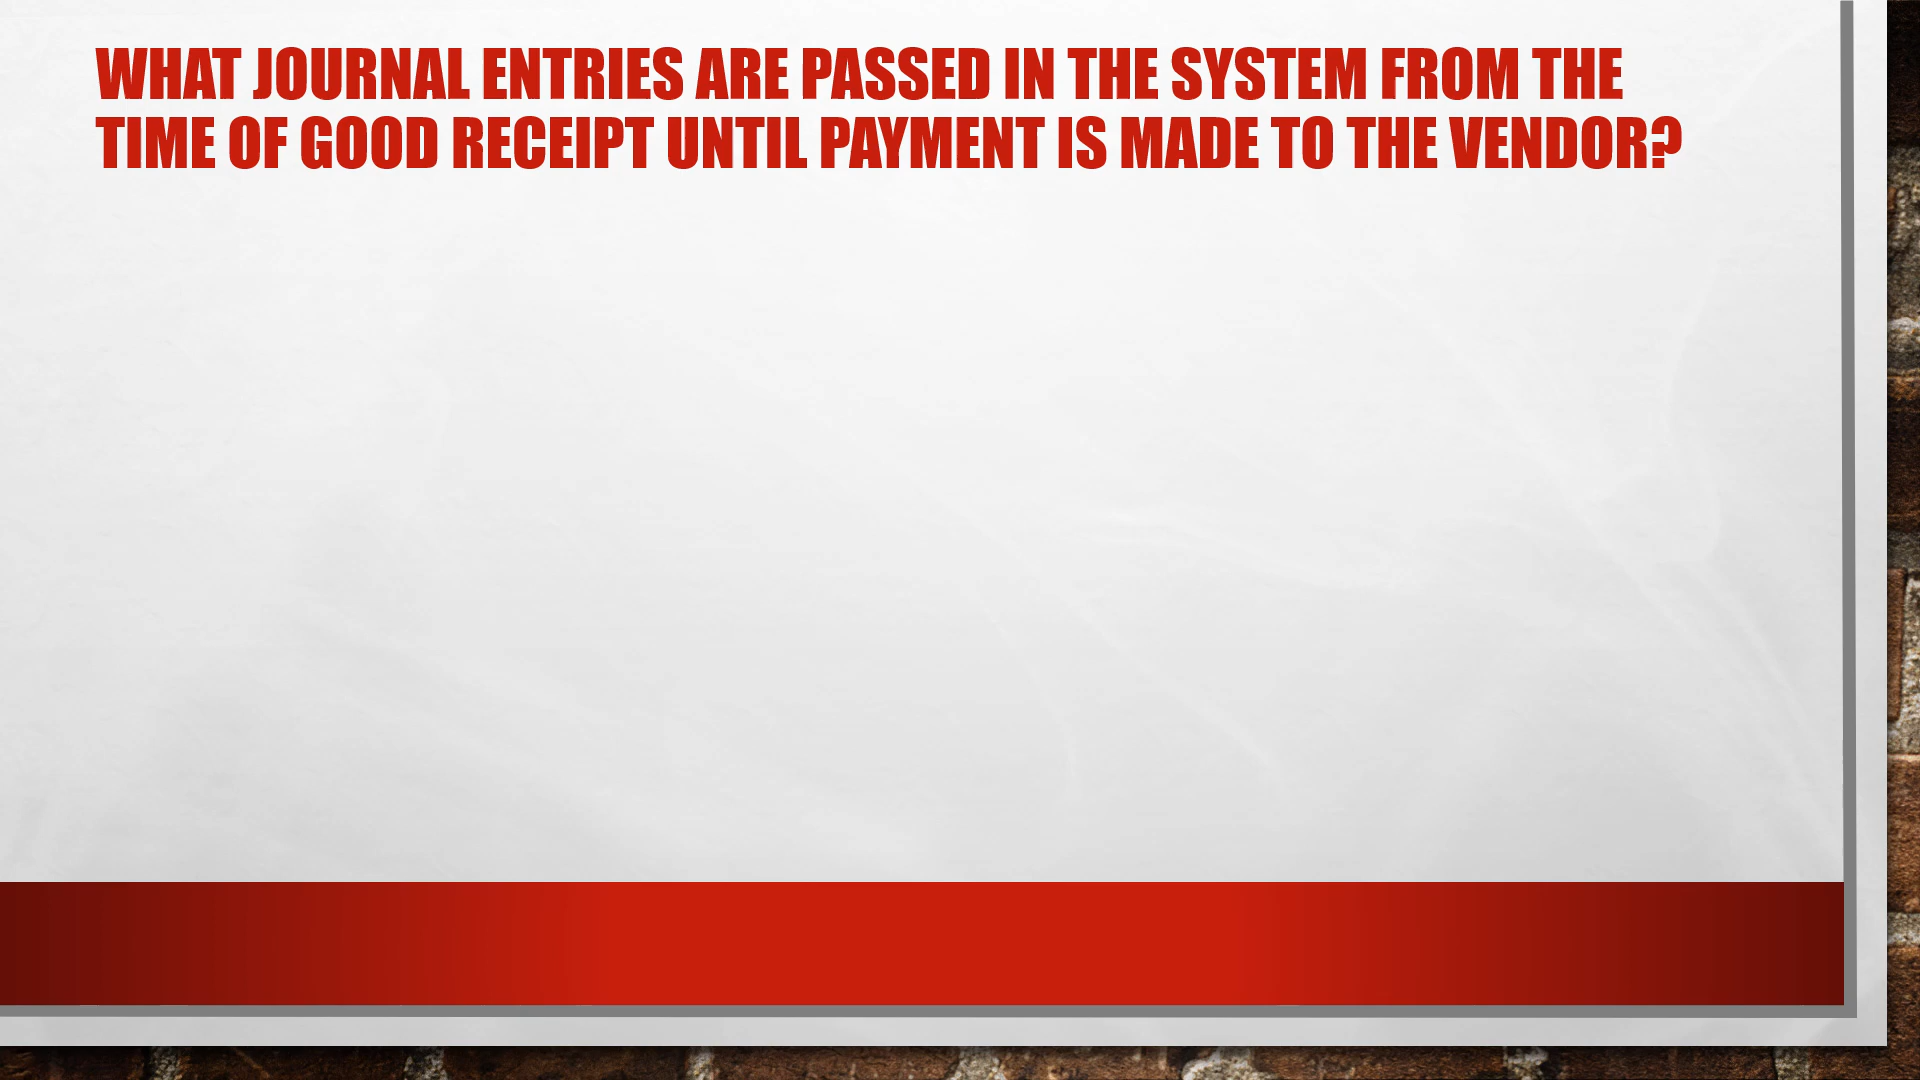 WHAT JOURNAL ENTRIES ARE PASSED IN THE SYSTEM FROM THE
TIME OF GOOD RECEIPT UNTIL PAYMENT IS MADE TO THE VENDOR?